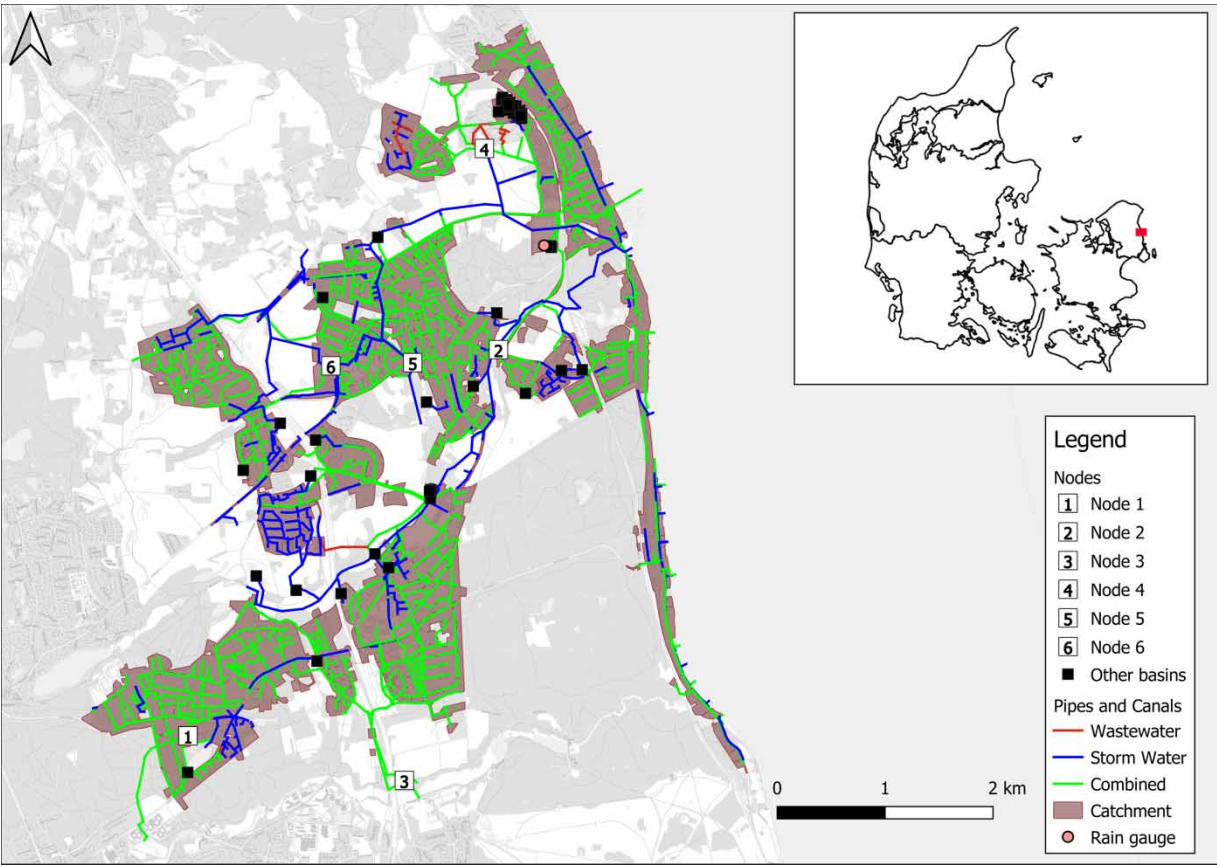 4
2
6
5
1
3
0 1 2 km
Legend
Nodes
1 Node 1
2 Node 2
3 Node 3
4 Node 4
5 Node 5
6 Node 6
Other basins
Pipes and Canals
Wastewater
Storm Water
Combined
Catchment
Rain gauge